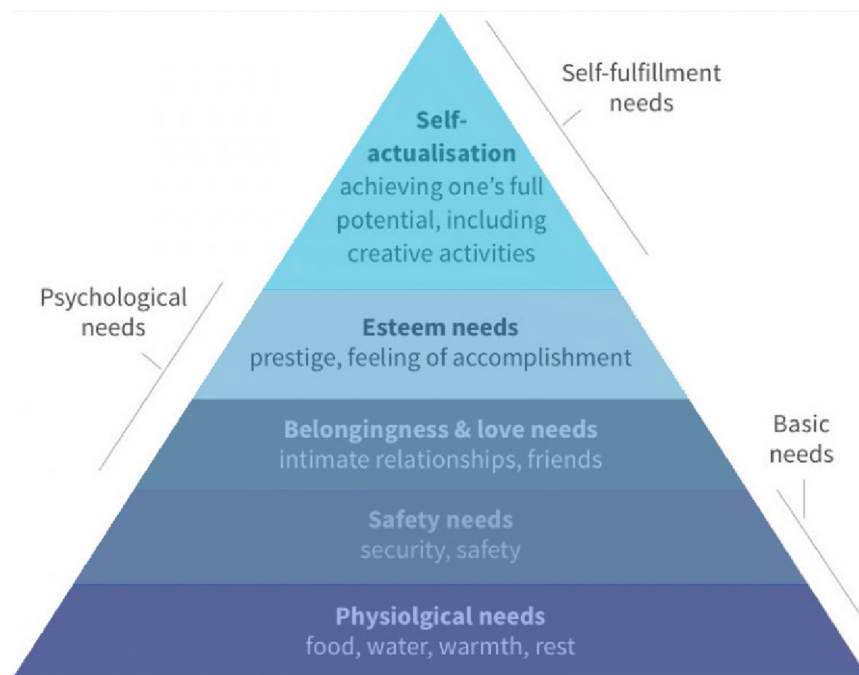 Self-fulfillment
needs
Self-
actualisation
achieving one's full
potential, including
creative activities
Psychological
needs
Esteem needs
prestige, feeling of accomplishment
Belongingness & love needs
intimate relationships, friends
Basic
needs
Safety needs
security, safety
Physiolgical needs
food, water, warmth, rest